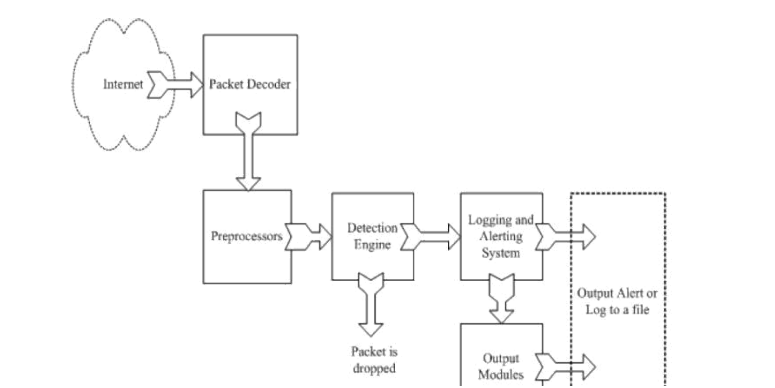 Internet
Packet Decoder
Preprocessors
Detection
Engine
Logging and
Alerting
System
Output Alert or
Log to a file
Packet is
dropped
Output
Modules